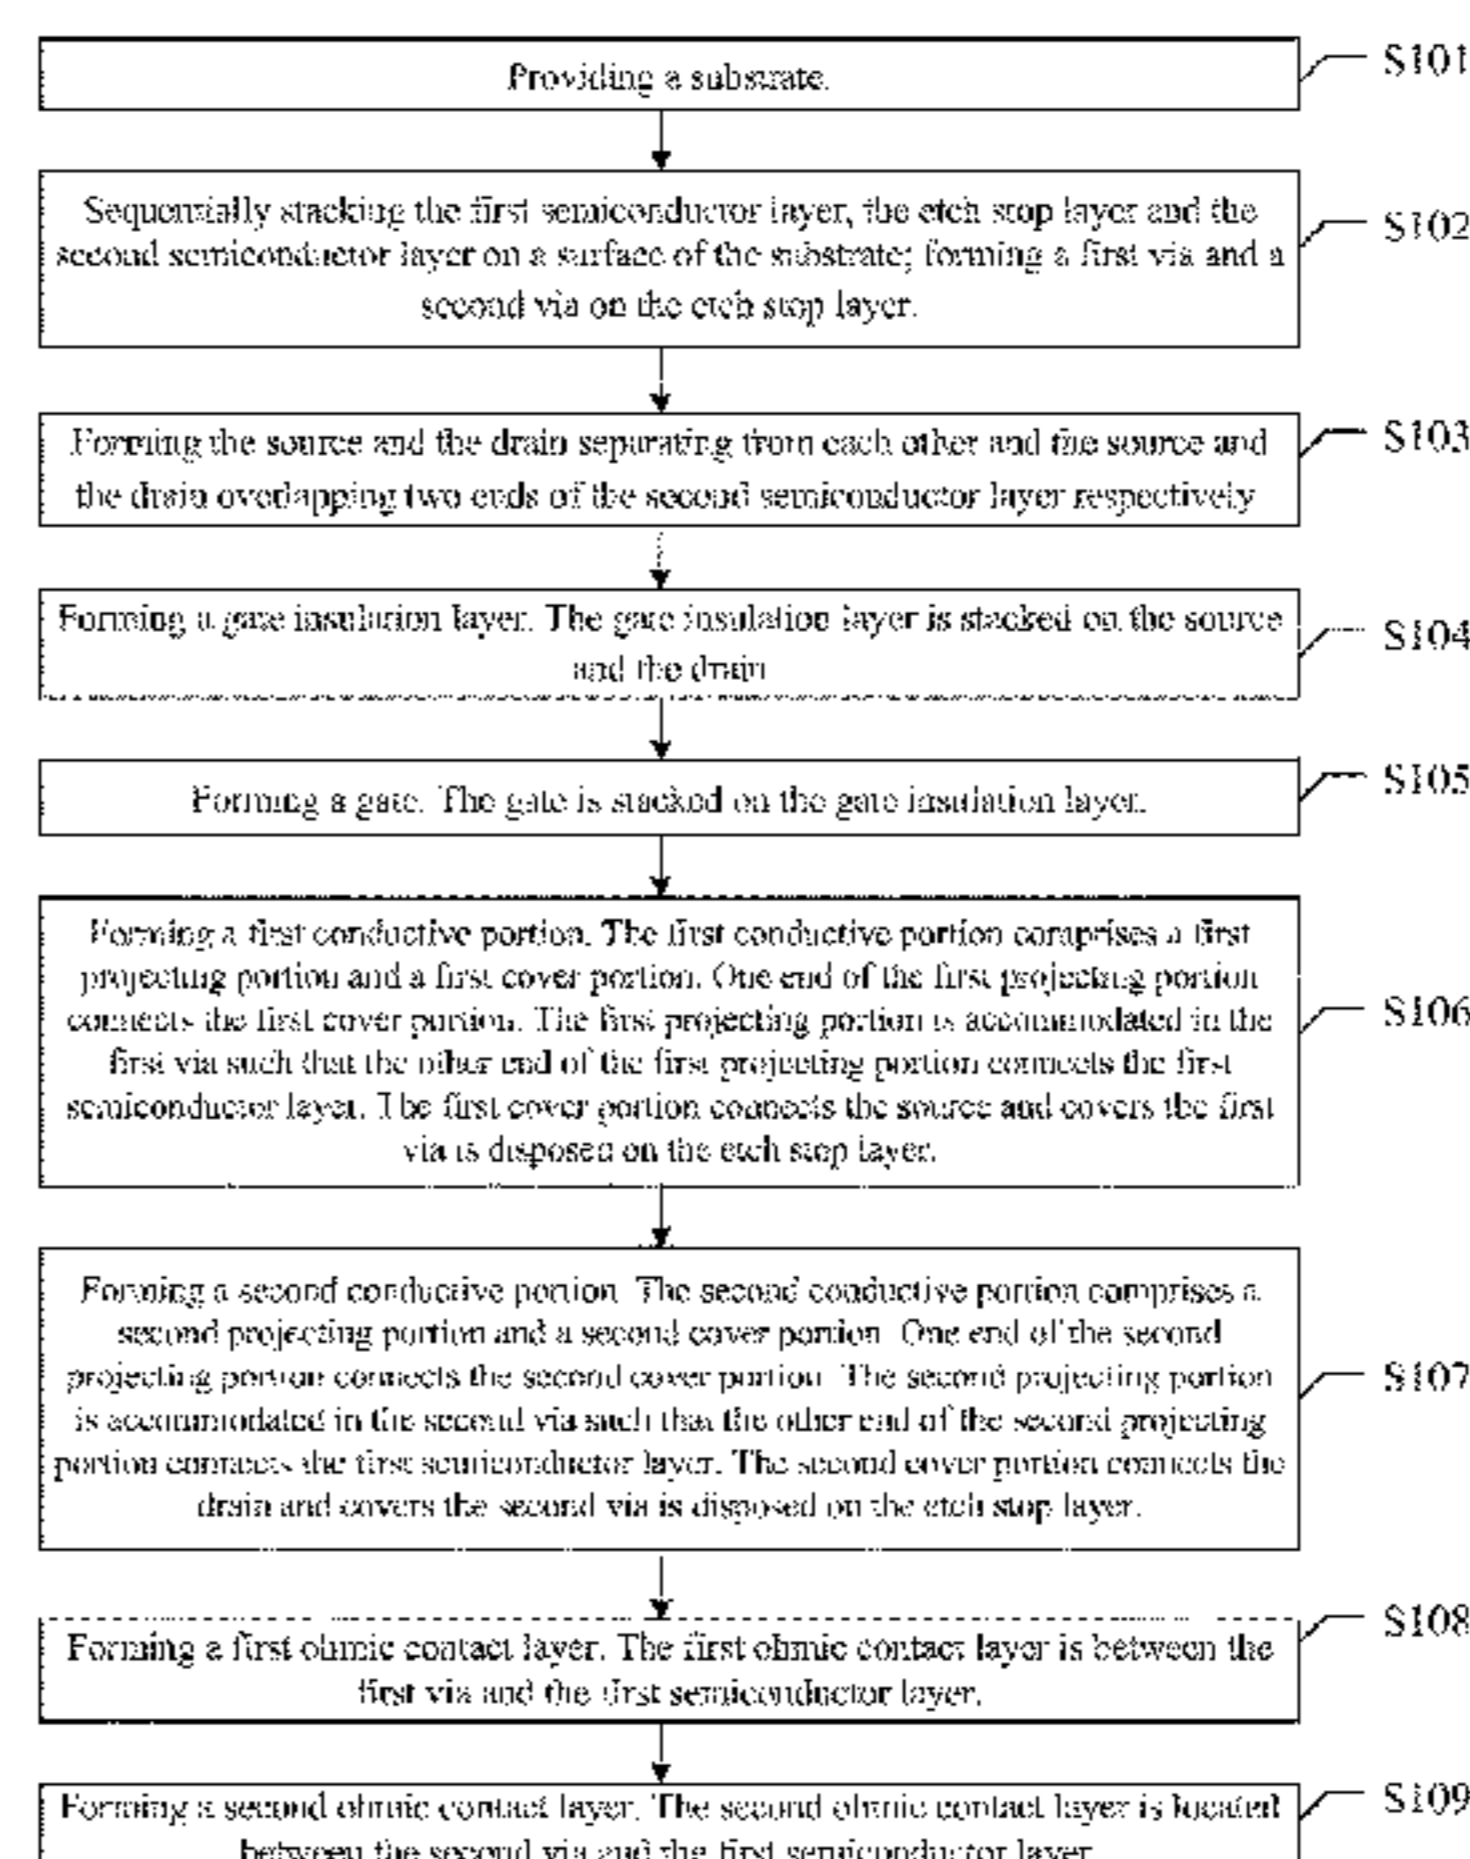 Providing a substrate.
S101
Sequentially stacking the first semiconductor layer, the etch stop layer and the
second semiconductor layer on a surface of the substrate; forming a first via and a
second via on the etch stop layer.
S102
Forming the source and the drain separating from each other and the source and
the drain overlapping two ends of the second semiconductor layer respectively
S103
Forming a gate insulation layer. The gate insulation layer is stacked on the source
and the drain
S104
Forming a gate. The gate is stacked on the gate insulation layer.
S105
Forming a first conductive portion. The first conductive portion comprises a first
projecting portion and a first cover portion. One end of the first projecting portion
connects the first cover portion. The first projecting portion is accommodated in the
first via such that the other end of the first projecting portion connects the first
semiconductor layer. The first cover portion connects the source and covers the first
via is disposed on the etch stop layer.
S106
Forming a second conductive portion. The second conductive portion comprises a
second projecting portion and a second cover portion. One end of the second
projecting portion connects the second cover portion. The second projecting portion
is accommodated in the second via such that the other end of the second projecting
portion connects the first semiconductor layer. The second cover portion connects the
drain and covers the second via is disposed on the etch stop layer.
S107
Forming a first ohmic contact layer. The first ohmic contact layer is between the
first via and the first semiconductor layer.
S108
Forming a second ohmic contact layer. The second ohmic contact layer is located
between the second via and the first semiconductor layer
S109